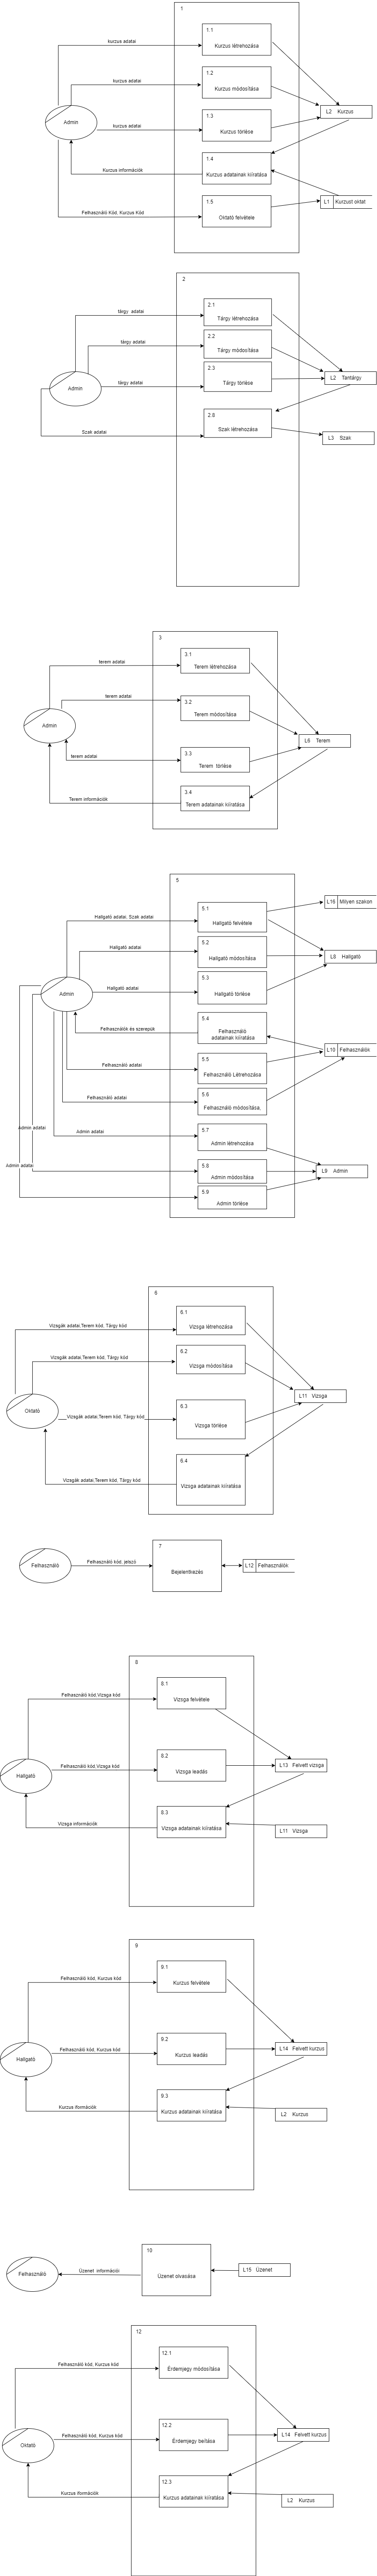 1
1.1
kurzus adatai
Kurzus létrehozása
1.2
kurzus adatai
Kurzus módosítása
1.3
L2 Kurzus
Admin
kurzus adatai
Kurzus törlése
1.4
Kurzus információk
Kurzus adatainak kiíratása
1.5
L1 Kurzust oktat
Felhasználó Kód, Kurzus Kód
Oktató felvétele
2
2.1
tárgy adatai
Tárgy létrehozása
2.2
tárgy adatai
Tárgy módosítása
2.3
L2 Tantárgy
tárgy adatai
Tárgy törlése
Admin
2.8
Szak adatai
Szak létrehozása
L3 Szak
3
3.1
terem adatai
Terem létrehozása
3.2
terem adatai
Terem módosítása
Admin
L6 Terem
3.3
terem adatai
Terem törlése
3.4
Terem információk
Terem adatainak kiíratása
5
L16 Milyen szakon
5.1
Hallgató adatai, Szak adatai
Hallgató felvétele
5.2
Hallgató adatai
Hallgató módosítása
L8 Hallgató
5.3
Hallgató adatai
Admin
Hallgató törlése
5.4
Felhasználók és szerepük
Felhasználó
adatainak kiíratása
L10 Felhasználók
5.5
Felhasználó adatai
Felhasználó Létrehozása
5.6
Felhasználó adatai
Felhasználó módosítása,
5.7
Admin adatai
Admin adatai
Admin létrehozása
5.8
Admin adatai
L9 Admin
Admin módosítása
5.9
Admin törlése
6
6.1
Vizsgák adatai,Terem kód, Tárgy kód
Vizsga létrehozása
6.2
Vizsgák adatai,Terem kód, Tárgy kód
Vizsga módosítása
L11 Vizsga
6.3
Oktató
Vizsgák adatai,Terem kód, Tárgy kód
Vizsga törlése
6.4
Vizsgák adatai,Terem kód, Tárgy kód
Vizsga adatainak kiíratása
7
Felhasználó
Felhasználó kód, jelszó
L12 Felhasználók
Bejelentkezés
8
8.1
Felhasználó kód,Vizsga kód
Vizsga felvétele
8.2
Felhasználó kód,Vizsga kód
L13 Felvett vizsga
Hallgató
Vizsga leadás
8.3
Vizsga információk
Vizsga adatainak kiíratása
L11 Vizsga
9
9.1
Felhasználó kód, Kurzus kód
Kurzus felvétele
9.2
Felhasználó kód, Kurzus kód
L14 Felvett kurzus
Hallgató
Kurzus leadás
9.3
Kurzus iformációk
Kurzus adatainak kiíratása
L2 Kurzus
10
Üzenet információi
L15 Üzenet
Felhasználó
Üzenet olvasása
12
12.1
Felhasználó kód, Kurzus kód
Érdemjegy módosítása
12.2
Felhasználó kód, Kurzus kód
L14 Felvett kurzus
Oktató
Érdemjegy beítása
12.3
Kurzus iformációk
Kurzus adatainak kiíratása
L2 Kurzus